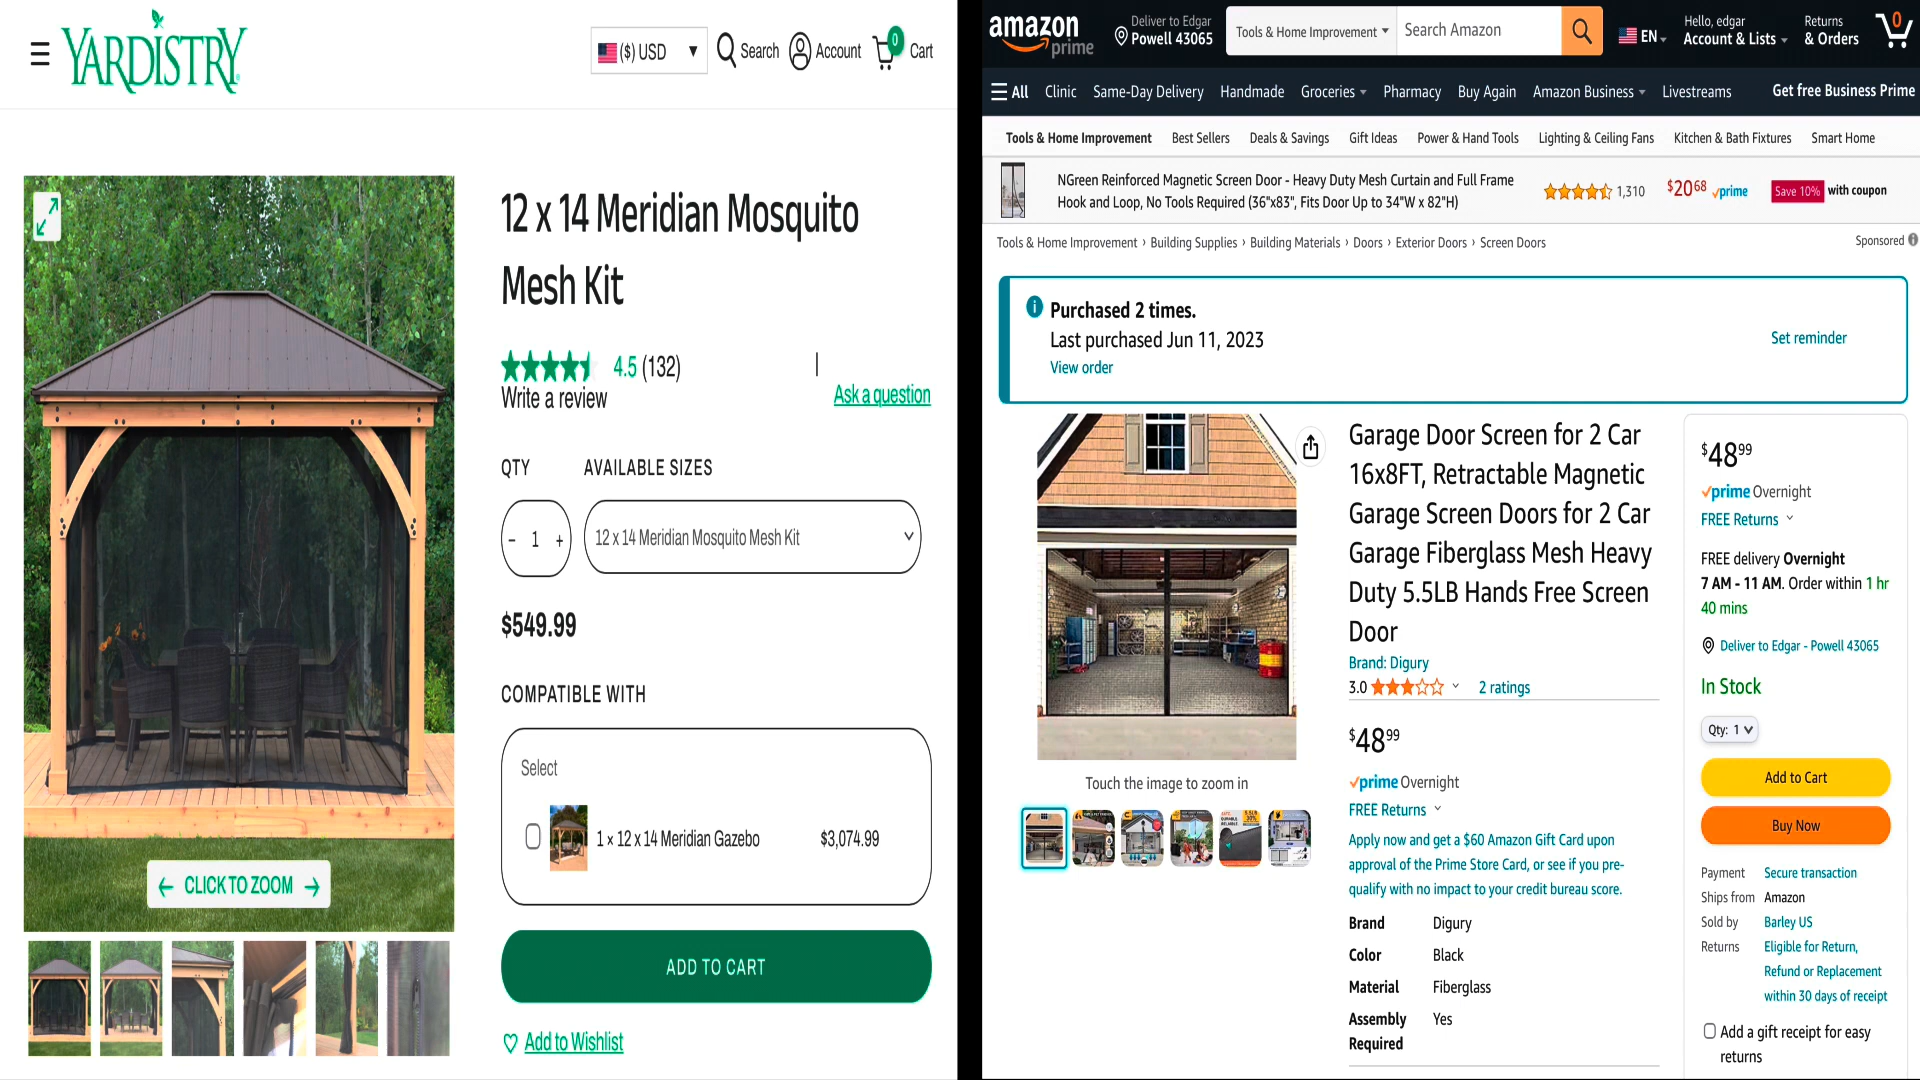 YARDISTRY
($) USD
Search
Account
0
Cart
12 x 14 Meridian Mosquito
Mesh Kit
4.5 (132)
Write a review
Ask a question
QTY
AVAILABLE SIZES
- 1 +
12 x 14 Meridian Mosquito Mesh Kit
$549.99
COMPATIBLE WITH
Select
1 × 12 x 14 Meridian Gazebo
$3,074.99
CLICK TO ZOOM
ADD TO CART
Add to Wishlist
amazon
prime
Deliver to Edgar
Powell 43065
Tools & Home Improvement
Search Amazon
EN
Hello, edgar
Account & Lists
Returns
& Orders
0
All
Clinic
Same-Day Delivery
Handmade
Groceries
Pharmacy
Buy Again
Amazon Business
Livestreams
Get free Business Prime
Tools & Home Improvement
Best Sellers
Deals & Savings
Gift Ideas
Power & Hand Tools
Lighting & Ceiling Fans
Kitchen & Bath Fixtures
Smart Home
NGreen Reinforced Magnetic Screen Door - Heavy Duty Mesh Curtain and Full Frame
Hook and Loop, No Tools Required (36"x83", Fits Door Up to 34"W x 82"H)
1,310
$20 68
prime
Save 10%
with coupon
Tools & Home Improvement › Building Supplies › Building Materials › Doors › Exterior Doors › Screen Doors
Sponsored
Purchased 2 times.
Last purchased Jun 11, 2023
View order
Set reminder
Touch the image to zoom in
Garage Door Screen for 2 Car
16x8FT, Retractable Magnetic
Garage Screen Doors for 2 Car
Garage Fiberglass Mesh Heavy
Duty 5.5LB Hands Free Screen
Door
Brand: Digury
3.0
2 ratings
$48 99
prime Overnight
FREE Returns
Apply now and get a $60 Amazon Gift Card upon
approval of the Prime Store Card, or see if you pre-
qualify with no impact to your credit bureau score.
Brand Digury
Color Black
Material Fiberglass
Assembly Yes
Required
$48 99
prime Overnight
FREE Returns
FREE delivery Overnight
7 AM - 11 AM. Order within 1 hr
40 mins
Deliver to Edgar - Powell 43065
In Stock
Qty: 1
Add to Cart
Buy Now
Payment Secure transaction
Ships from Amazon
Sold by Barley US
Returns Eligible for Return,
Refund or Replacement
within 30 days of receipt
Add a gift receipt for easy
returns